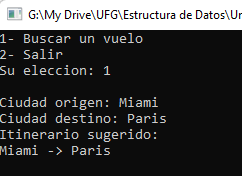 G:\My Drive\UFG\Estructura de Datos\Ur
1- Buscar un vuelo
2- Salir
Su eleccion: 1
Ciudad origen: Miami
Ciudad destino: Paris
Itinerario sugerido:
Miami -> Paris